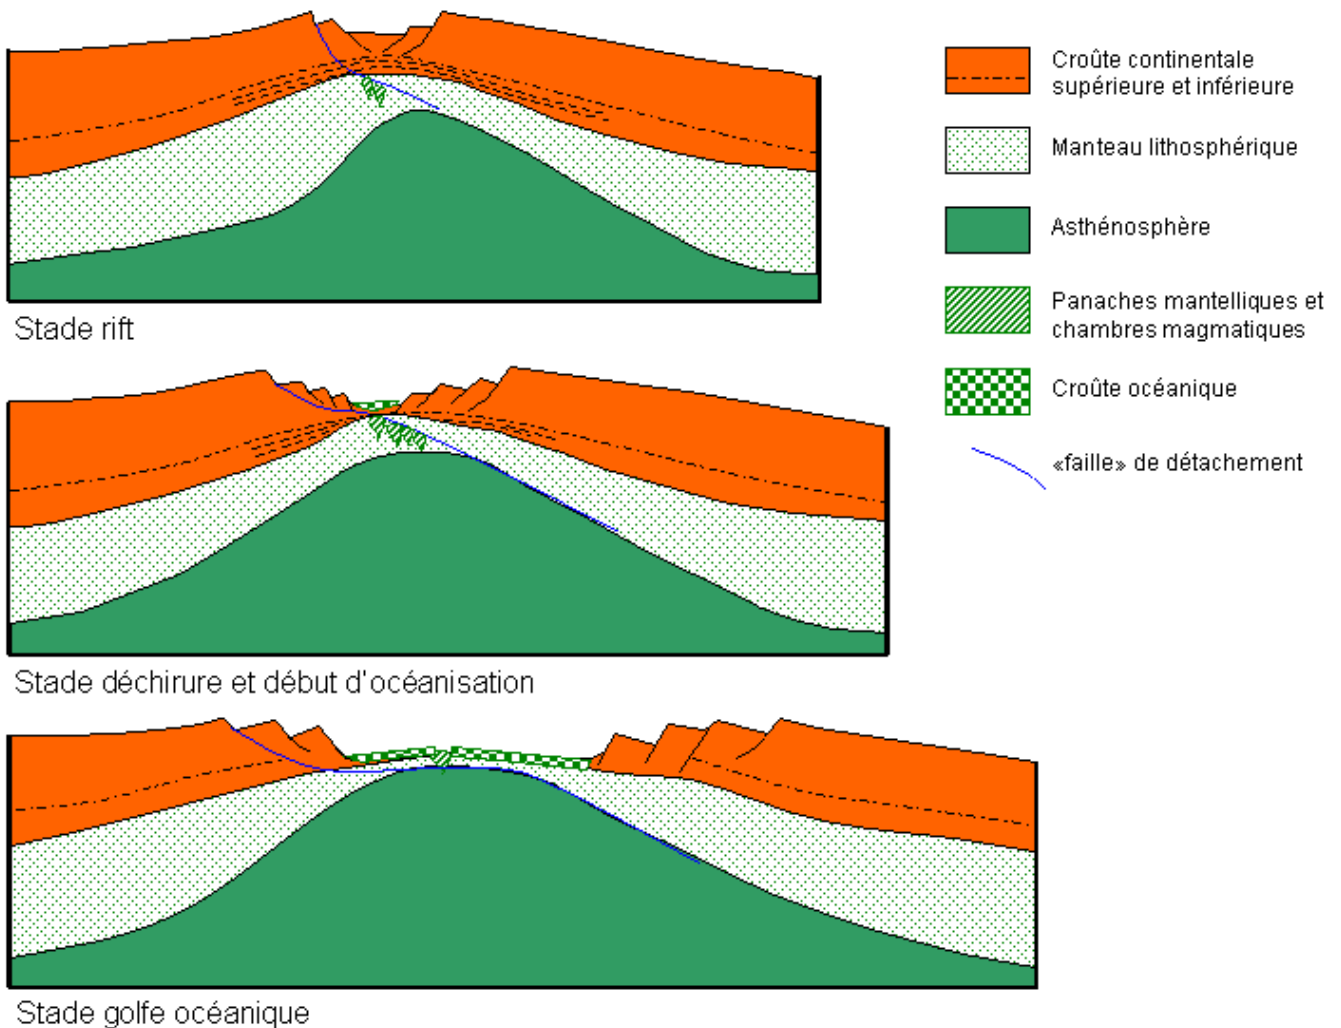 Croûte continentale
supérieure et inférieure
Manteau lithosphérique
Asthénosphère
Panaches mantelliques et
chambres magmatiques
Croûte océanique
«faille» de détachement
Stade rift
Stade déchirure et début d'océanisation
Stade golfe océanique